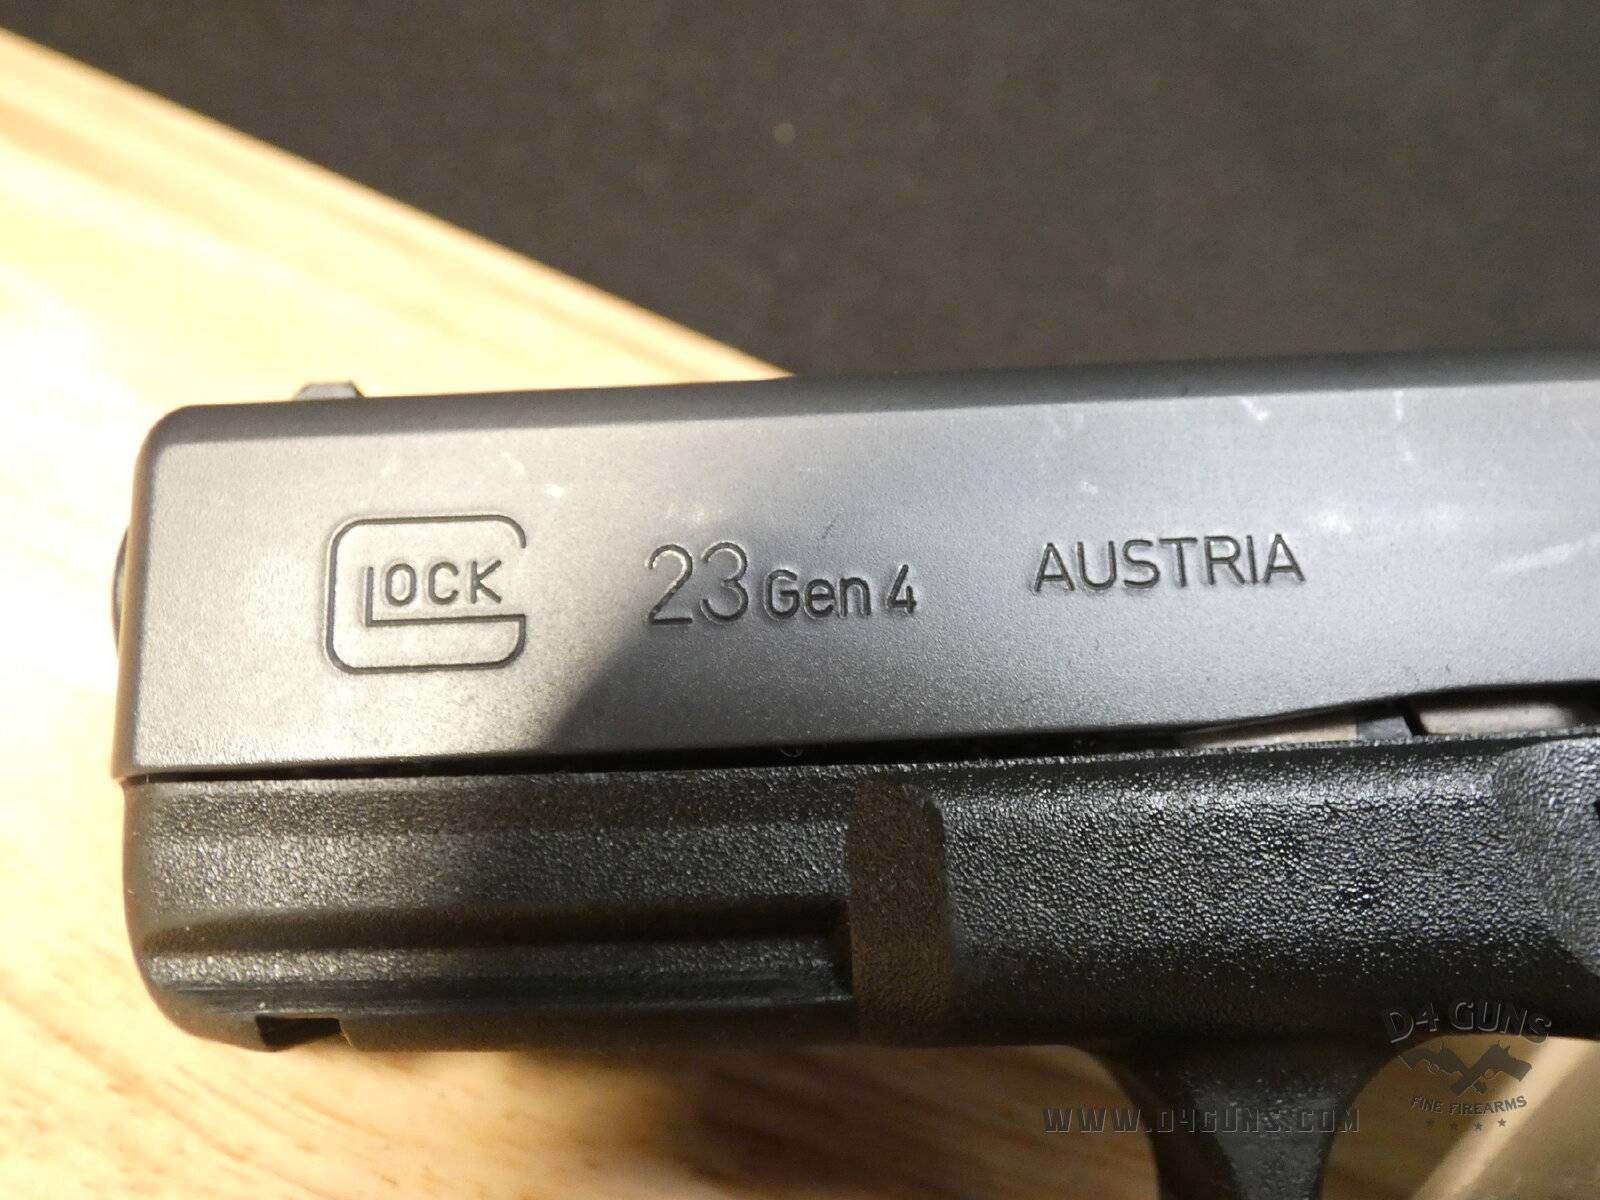 GLOCK 23 Gen 4 AUSTRIA
D4 GUNS
FINE FIREARMS
WWW.D4GUNS.COM